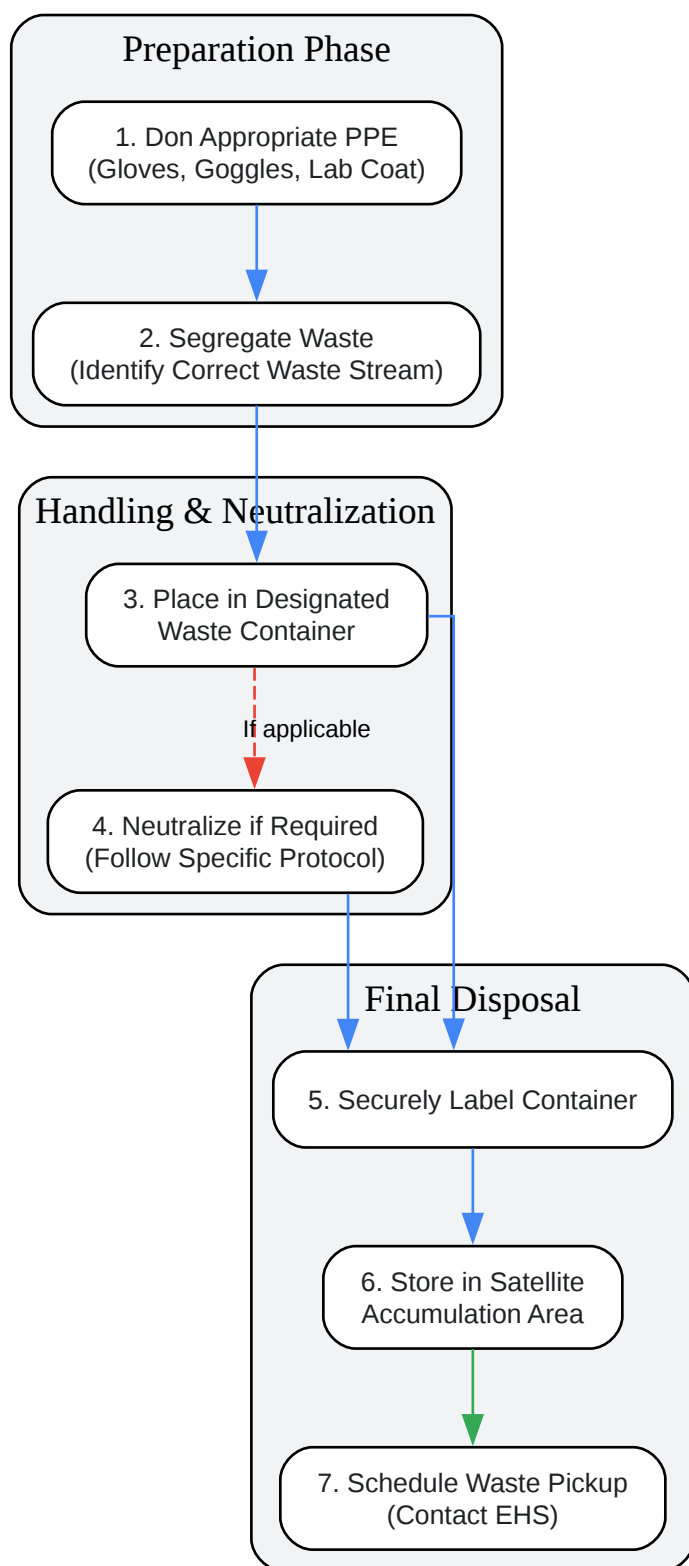 Preparation Phase
1. Don Appropriate PPE
(Gloves, Goggles, Lab Coat)
2. Segregate Waste
(Identify Correct Waste Stream)
Handling & Neutralization
3. Place in Designated
Waste Container
If applicable
4. Neutralize if Required
(Follow Specific Protocol)
Final Disposal
5. Securely Label Container
6. Store in Satellite
Accumulation Area
7. Schedule Waste Pickup
(Contact EHS)